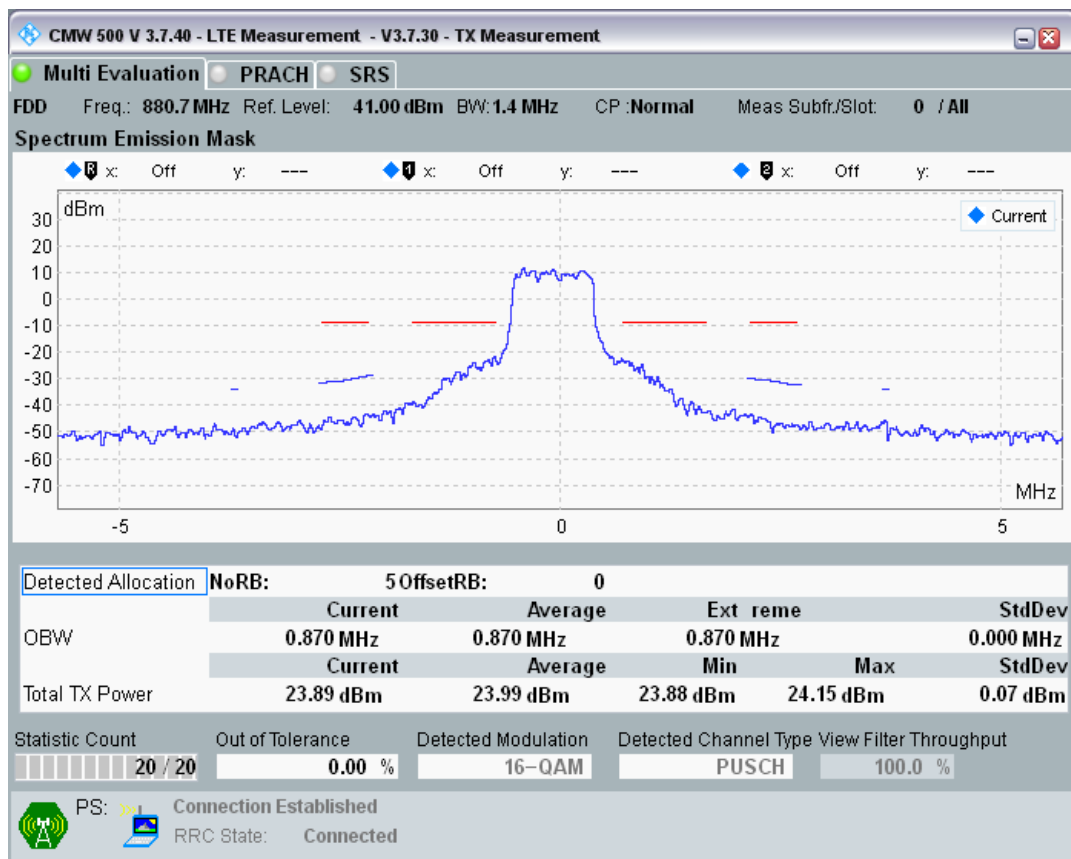 CMW 500 V 3.7.40 - LTE Measurement - V3.7.30 - TX Measurement
Multi Evaluation PRACH SRS
FDD Freq.: 880.7 MHz Ref. Level: 41.00 dBm BW: 1.4 MHz CP :Normal Meas Subfr./Slot: 0 / All
Spectrum Emission Mask
R x: Off y: --- 1 x: Off y: --- 2 x: Off y: ---
dBm
Current
30
20
10
0
-10
-20
-30
-40
-50
-60
-70
MHz
-5 0 5
Detected Allocation NoRB: 5 OffsetRB: 0
Current Average Ext reme StdDev
OBW 0.870 MHz 0.870 MHz 0.870 MHz 0.000 MHz
Current Average Min Max StdDev
Total TX Power 23.89 dBm 23.99 dBm 23.88 dBm 24.15 dBm 0.07 dBm
Statistic Count Out of Tolerance Detected Modulation Detected Channel Type View Filter Throughput
20 / 20 0.00 % 16-QAM PUSCH 100.0 %
PS: Connection Established
RRC State: Connected